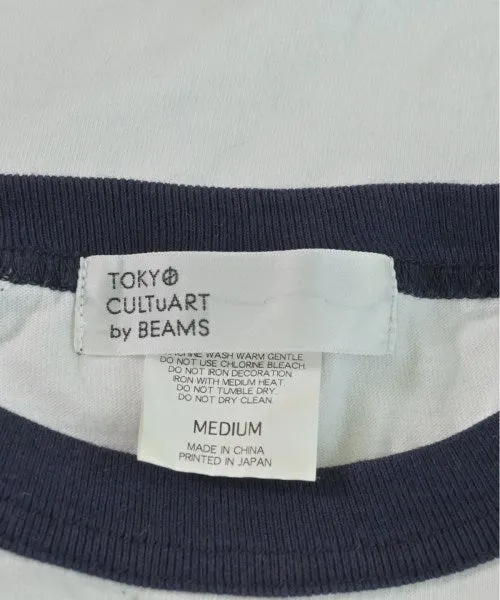 TOKYO
CULTuART
by BEAMS
MACHINE WASH WARM GENTLE
DO NOT USE CHLORINE BLEACH.
DO NOT IRON DECORATION
IRON WITH MEDIUM HEAT.
DO NOT TUMBLE DRY.
DO NOT DRY CLEAN.
MEDIUM
MADE IN CHINA
PRINTED IN JAPAN